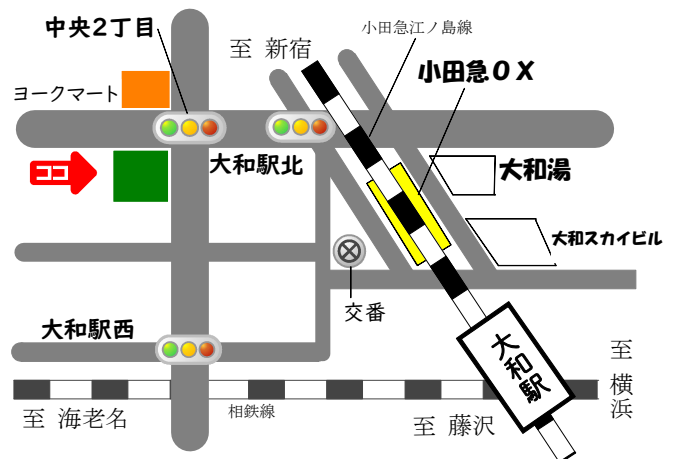 中央2丁目
至 新宿
小田急江ノ島線
小田急OX
ヨークマート
ココ
大和駅北
大和湯
大和スカイビル
交番
大和駅西
大和駅
至 横浜
至 海老名
相鉄線
至 藤沢